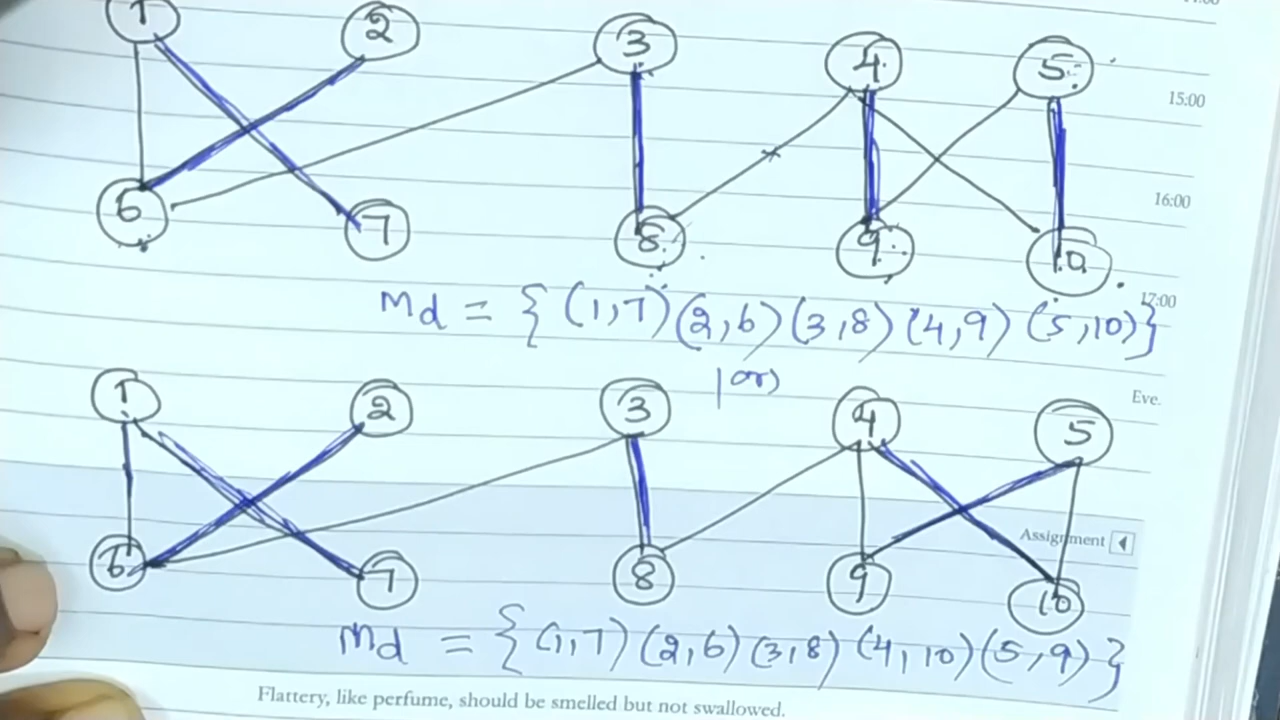 1 2 3 4 5
15:00
16:00
6 7 8 9 10
17:00
Md = { (1,7) (2,6) (3,8) (4,9) (5,10) }
(or)
Eve.
1 2 3 4 5
Assignment
6 7 8 9 10
Md = { (1,7) (2,6) (3,8) (4,10) (5,9) }
Flattery, like perfume, should be smelled but not swallowed.